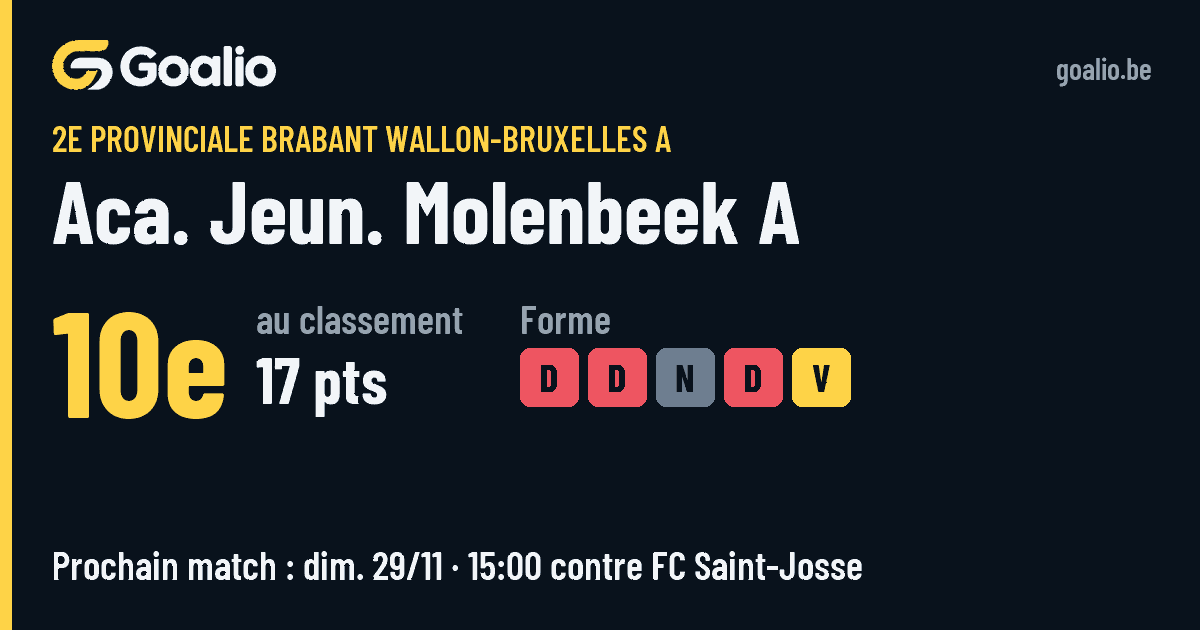 Goalio
goalio.be
2E PROVINCIALE BRABANT WALLON-BRUXELLES A
Aca. Jeun. Molenbeek A
10e
au classement
17 pts
Forme
D D N D V
Prochain match : dim. 29/11 · 15:00 contre FC Saint-Josse